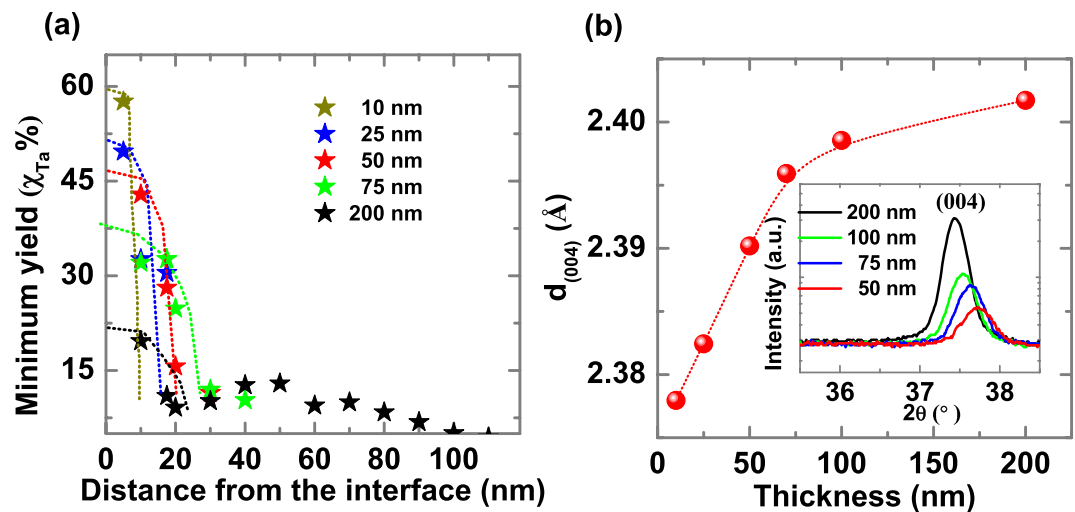 (a)
Minimum yield (χTa%)
60
45
30
15
0
20
40
60
80
100
Distance from the interface (nm)
10 nm
25 nm
50 nm
75 nm
200 nm
(b)
d(004) (Å)
2.40
2.39
2.38
0
50
100
150
200
Thickness (nm)
(004)
200 nm
100 nm
75 nm
50 nm
Intensity (a.u.)
36
37
38
2θ (°)